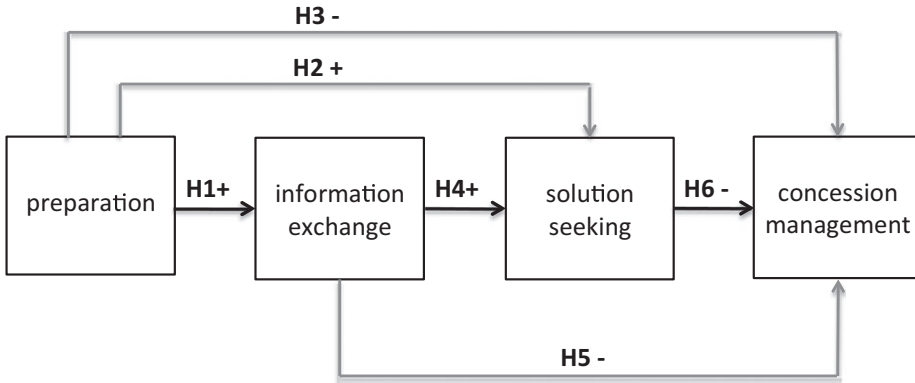 H3 -
H2 +
preparation
H1+
information
exchange
H4+
solution
seeking
H6 -
concession
management
H5 -